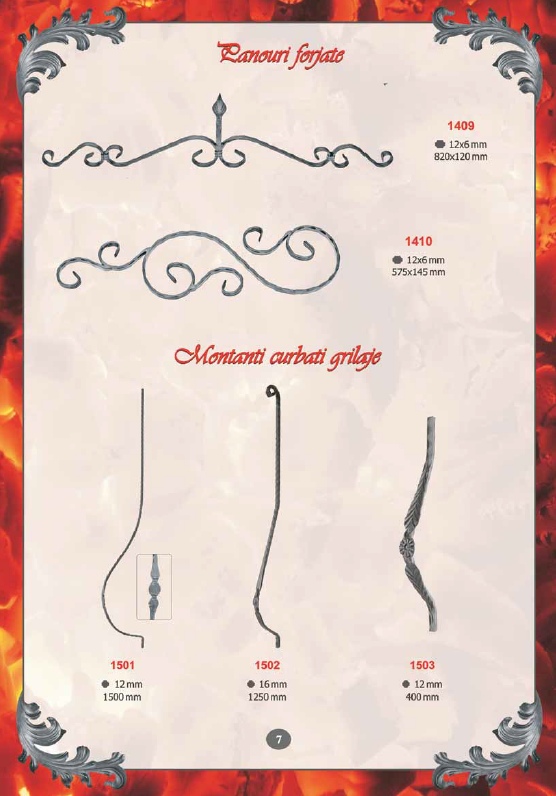 Panouri forjate
1409
12x6 mm
820x120 mm
1410
12x6 mm
575x145 mm
Montanti curbati grilaje
1501
12 mm
1500 mm
1502
16 mm
1250 mm
1503
12 mm
400 mm
7